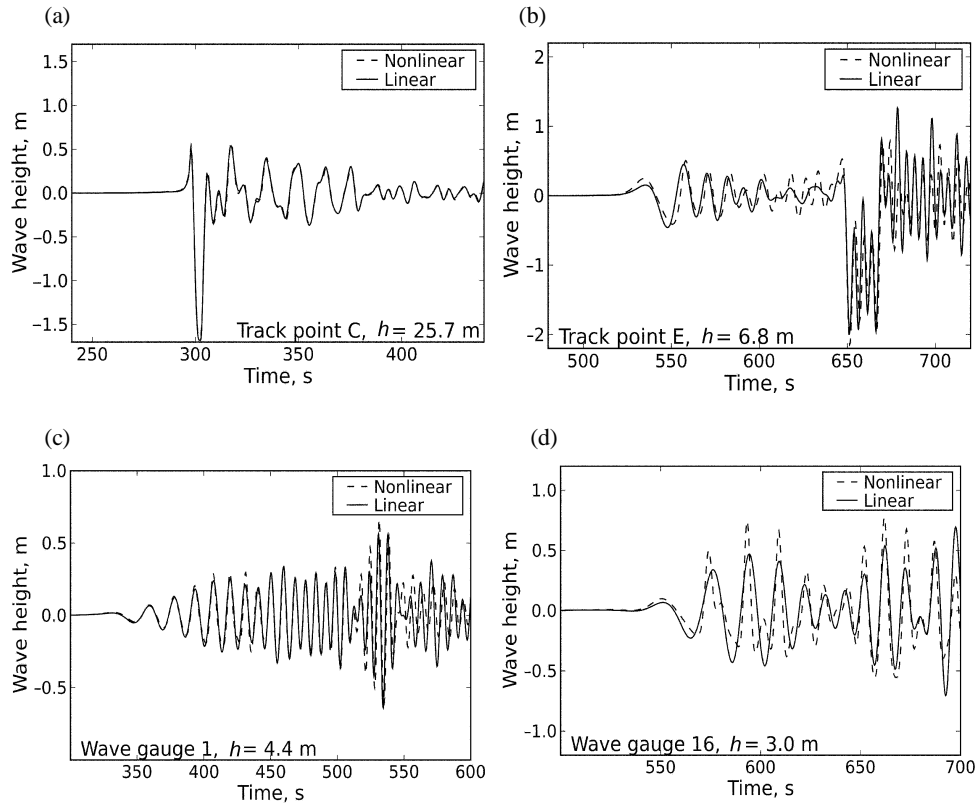 (a)
1.5
1.0
0.5
0.0
−0.5
−1.0
−1.5
Wave height, m
Nonlinear
Linear
Track point C, h = 25.7 m
250 300 350 400
Time, s
(b)
2
1
0
−1
−2
Wave height, m
Nonlinear
Linear
Track point E, h = 6.8 m
500 550 600 650 700
Time, s
(c)
1.0
0.5
0.0
−0.5
Wave height, m
Nonlinear
Linear
Wave gauge 1, h = 4.4 m
350 400 450 500 550 600
Time, s
(d)
1.0
0.5
0.0
−0.5
−1.0
Wave height, m
Nonlinear
Linear
Wave gauge 16, h = 3.0 m
550 600 650 700
Time, s